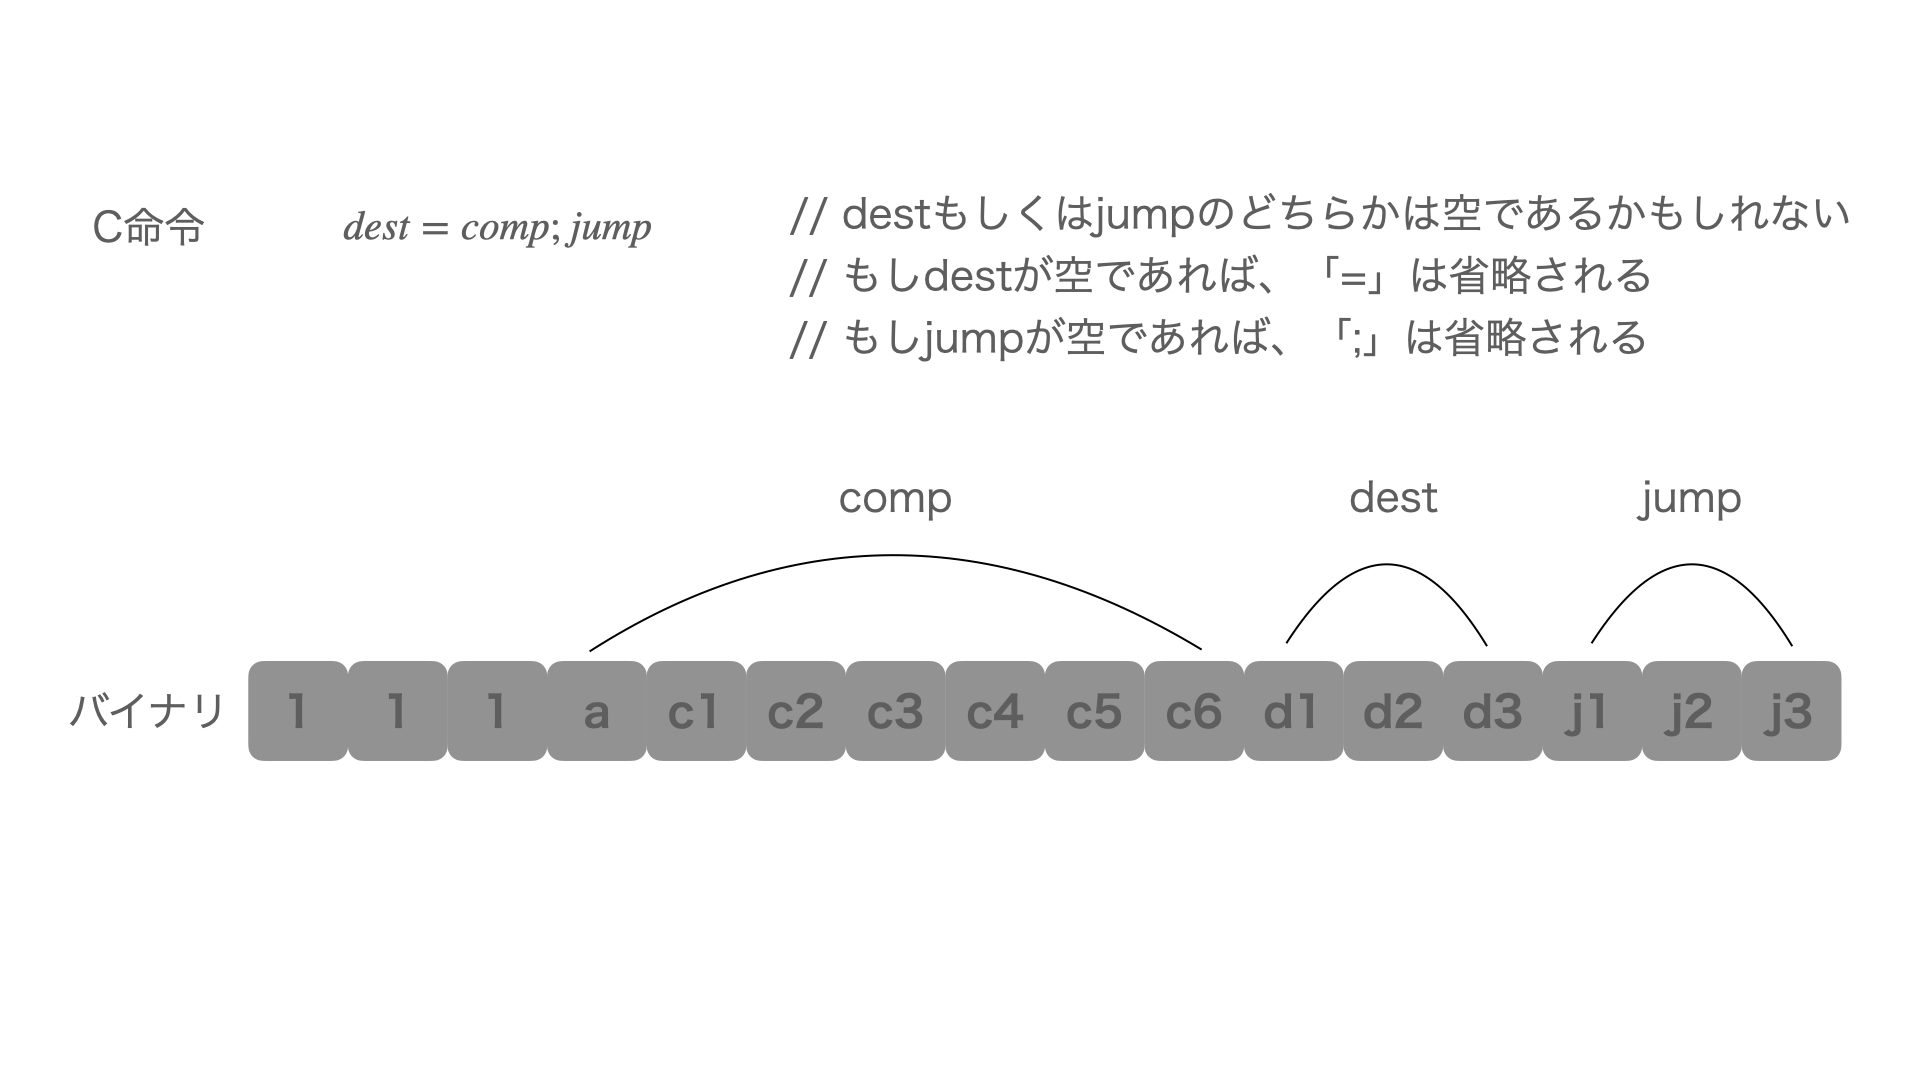 C命令
dest = comp; jump
// destもしくはjumpのどちらかは空であるかもしれない
// もしdestが空であれば、「=」は省略される
// もしjumpが空であれば、「;」は省略される
comp dest jump
バイナリ 1 1 1 a c1 c2 c3 c4 c5 c6 d1 d2 d3 j1 j2 j3